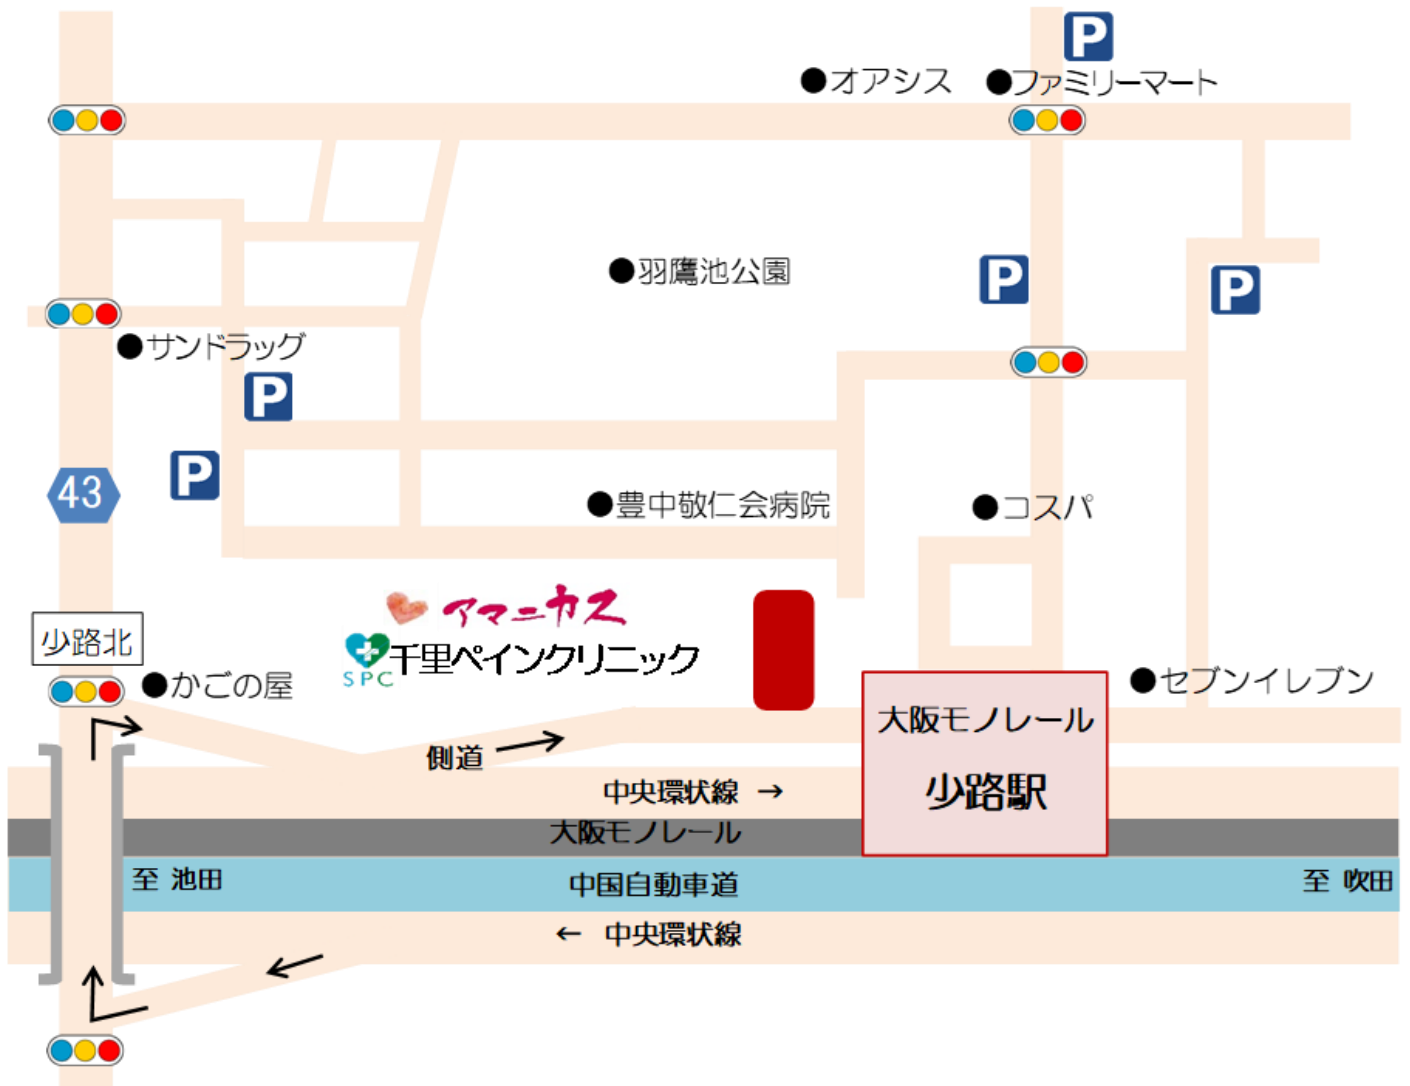 P
●オアシス
●ファミリーマート
●羽鷹池公園
P
P
●サンドラッグ
P
P
43
●豊中敬仁会病院
●コスパ
アマニカス
少路北
SPC
千里ペインクリニック
●かごの屋
●セブンイレブン
大阪モノレール
少路駅
側道
中央環状線 →
大阪モノレール
至 池田
中国自動車道
至 吹田
← 中央環状線